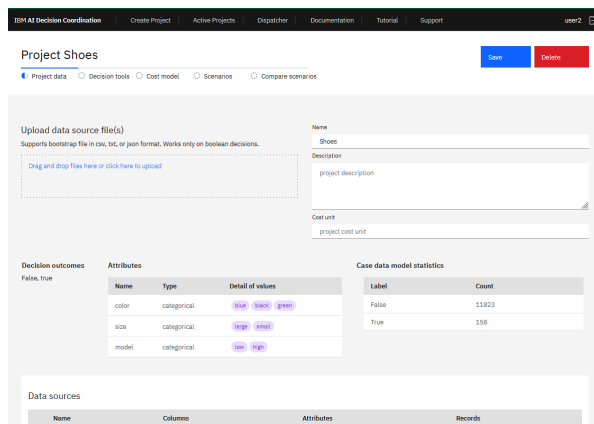 IBM AI Decision Coordination Create Project Active Projects Dispatcher Documentation Tutorial Support user2
Project Shoes
Save Delete
Project data Decision tools Cost model Scenarios Compare scenarios
Upload data source file(s)
Supports bootstrap file in csv, txt, or json format. Works only on boolean decisions.
Drag and drop files here or click here to upload
Name
Shoes
Description
project description
Cost unit
project cost unit
Decision outcomes
False, true
Attributes
Name Type Detail of values
color categorical blue black green
size categorical large small
model categorical low high
Case data model statistics
Label Count
False 11823
True 158
Data sources
Name Columns Attributes Records